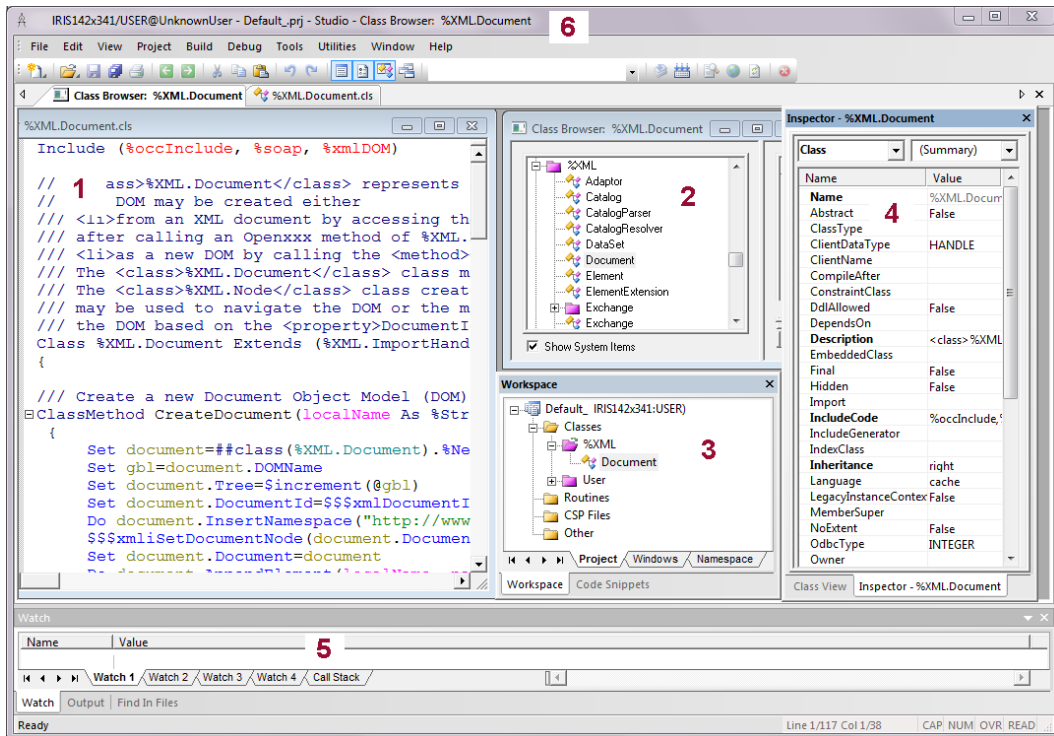 IRIS142x341/USER@UnknownUser - Default_.prj - Studio - Class Browser: %XML.Document
6
File Edit View Project Build Debug Tools Utilities Window Help
Class Browser: %XML.Document %XML.Document.cls
%XML.Document.cls
Include (%occInclude, %soap, %xmlDOM)
1
// ass>%XML.Document</class> represents
// DOM may be created either
/// <li>from an XML document by accessing th
/// after calling an Openxxx method of %XML.
/// <li>as a new DOM by calling the <method>
/// The <class>%XML.Document</class> class m
/// The <class>%XML.Node</class> class creat
/// may be used to navigate the DOM or the m
/// the DOM based on the <property>DocumentI
Class %XML.Document Extends (%XML.ImportHand
{
/// Create a new Document Object Model (DOM)
ClassMethod CreateDocument(localName As %Str
{
Set document=##class(%XML.Document).%Ne
Set gbl=document.DOMName
Set document.Tree=$increment(@gbl)
Set document.DocumentId=$$$xmlDocumentI
Do document.InsertNamespace("http://www
$$$xmliSetDocumentNode(document.Documen
Set document.Document=document
Class Browser: %XML.Document
2
%XML
Adaptor
Catalog
CatalogParser
CatalogResolver
DataSet
Document
Element
ElementExtension
Exchange
Exchange
Show System Items
Workspace
Default_ IRIS142x341:USER)
Classes
%XML
3
Document
User
Routines
CSP Files
Other
Project Windows Namespace
Workspace Code Snippets
Inspector - %XML.Document
Class (Summary)
Name Value
Name %XML.Docum
4
Abstract False
ClassType
ClientDataType HANDLE
ClientName
CompileAfter
ConstraintClass
DdlAllowed False
DependsOn
Description <class>%XML
EmbeddedClass
Final False
Hidden False
Import
IncludeCode %occInclude,
IncludeGenerator
IndexClass
Inheritance right
Language cache
LegacyInstanceContex False
MemberSuper
NoExtent False
OdbcType INTEGER
Owner
Class View Inspector - %XML.Document
Watch
Name Value
5
Watch 1 Watch 2 Watch 3 Watch 4 Call Stack
Watch Output Find In Files
Ready Line 1/117 Col 1/38 CAP NUM OVR READ